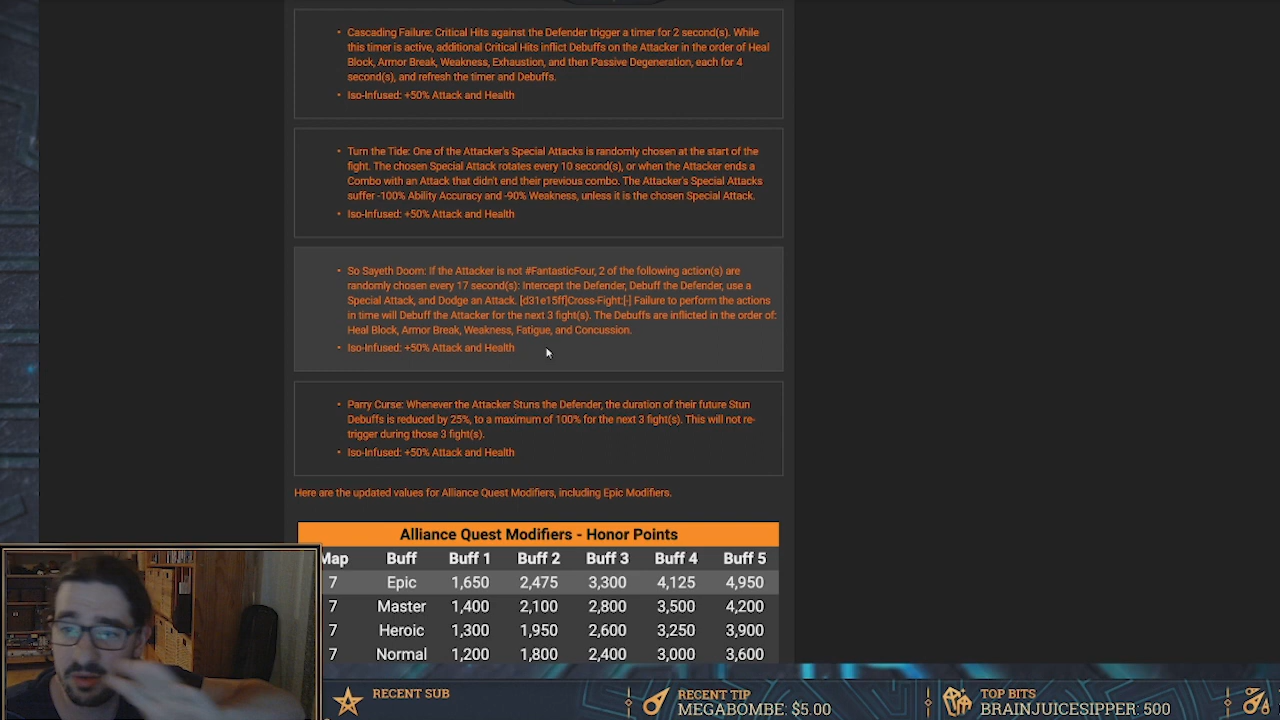 • Cascading Failure: Critical Hits against the Defender trigger a timer for 2 second(s). While
this timer is active, additional Critical Hits inflict Debuffs on the Attacker in the order of Heal
Block, Armor Break, Weakness, Exhaustion, and then Passive Degeneration, each for 4
second(s), and refresh the timer and Debuffs.
• Iso-Infused: +50% Attack and Health
• Turn the Tide: One of the Attacker's Special Attacks is randomly chosen at the start of the
fight. The chosen Special Attack rotates every 10 second(s), or when the Attacker ends a
Combo with an Attack that didn't end their previous combo. The Attacker's Special Attacks
suffer -100% Ability Accuracy and -90% Weakness, unless it is the chosen Special Attack.
• Iso-Infused: +50% Attack and Health
• So Sayeth Doom: If the Attacker is not #FantasticFour, 2 of the following action(s) are
randomly chosen every 17 second(s): Intercept the Defender, Debuff the Defender, use a
Special Attack, and Dodge an Attack. [d31e15ff]Cross-Fight:[-] Failure to perform the actions
in time will Debuff the Attacker for the next 3 fight(s). The Debuffs are inflicted in the order of:
Heal Block, Armor Break, Weakness, Fatigue, and Concussion.
• Iso-Infused: +50% Attack and Health
• Parry Curse: Whenever the Attacker Stuns the Defender, the duration of their future Stun
Debuffs is reduced by 25%, to a maximum of 100% for the next 3 fight(s). This will not re-
trigger during those 3 fight(s).
• Iso-Infused: +50% Attack and Health
Here are the updated values for Alliance Quest Modifiers, including Epic Modifiers.
Alliance Quest Modifiers - Honor Points
Map Buff Buff 1 Buff 2 Buff 3 Buff 4 Buff 5
7 Epic 1,650 2,475 3,300 4,125 4,950
7 Master 1,400 2,100 2,800 3,500 4,200
7 Heroic 1,300 1,950 2,600 3,250 3,900
7 Normal 1,200 1,800 2,400 3,000 3,600
RECENT SUB
RECENT TIP
MEGABOMBE: $5.00
TOP BITS
BRAINJUICESIPPER: 500